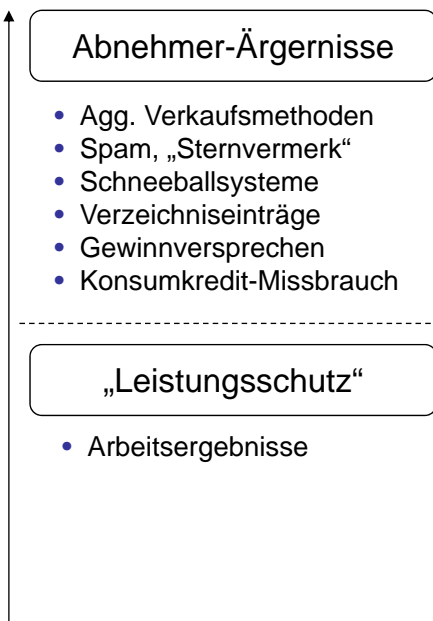 Abnehmer-Ärgernisse
• Agg. Verkaufsmethoden
• Spam, „Sternvermerk“
• Schneeballsysteme
• Verzeichniseinträge
• Gewinnversprechen
• Konsumkredit-Missbrauch
„Leistungsschutz“
• Arbeitsergebnisse